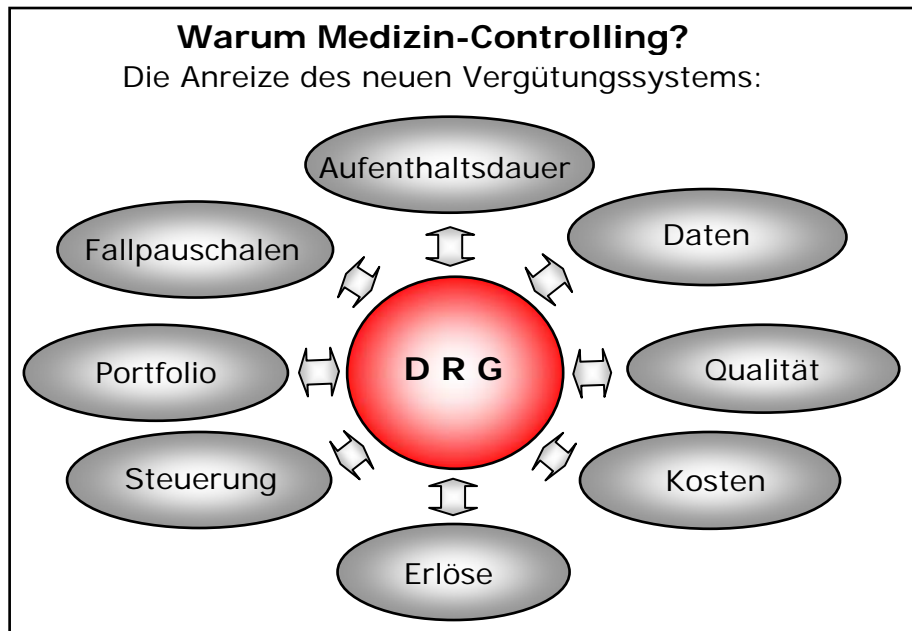 Warum Medizin-Controlling?
Die Anreize des neuen Vergütungssystems:
Aufenthaltsdauer
Fallpauschalen
Daten
Portfolio
D R G
Qualität
Steuerung
Kosten
Erlöse